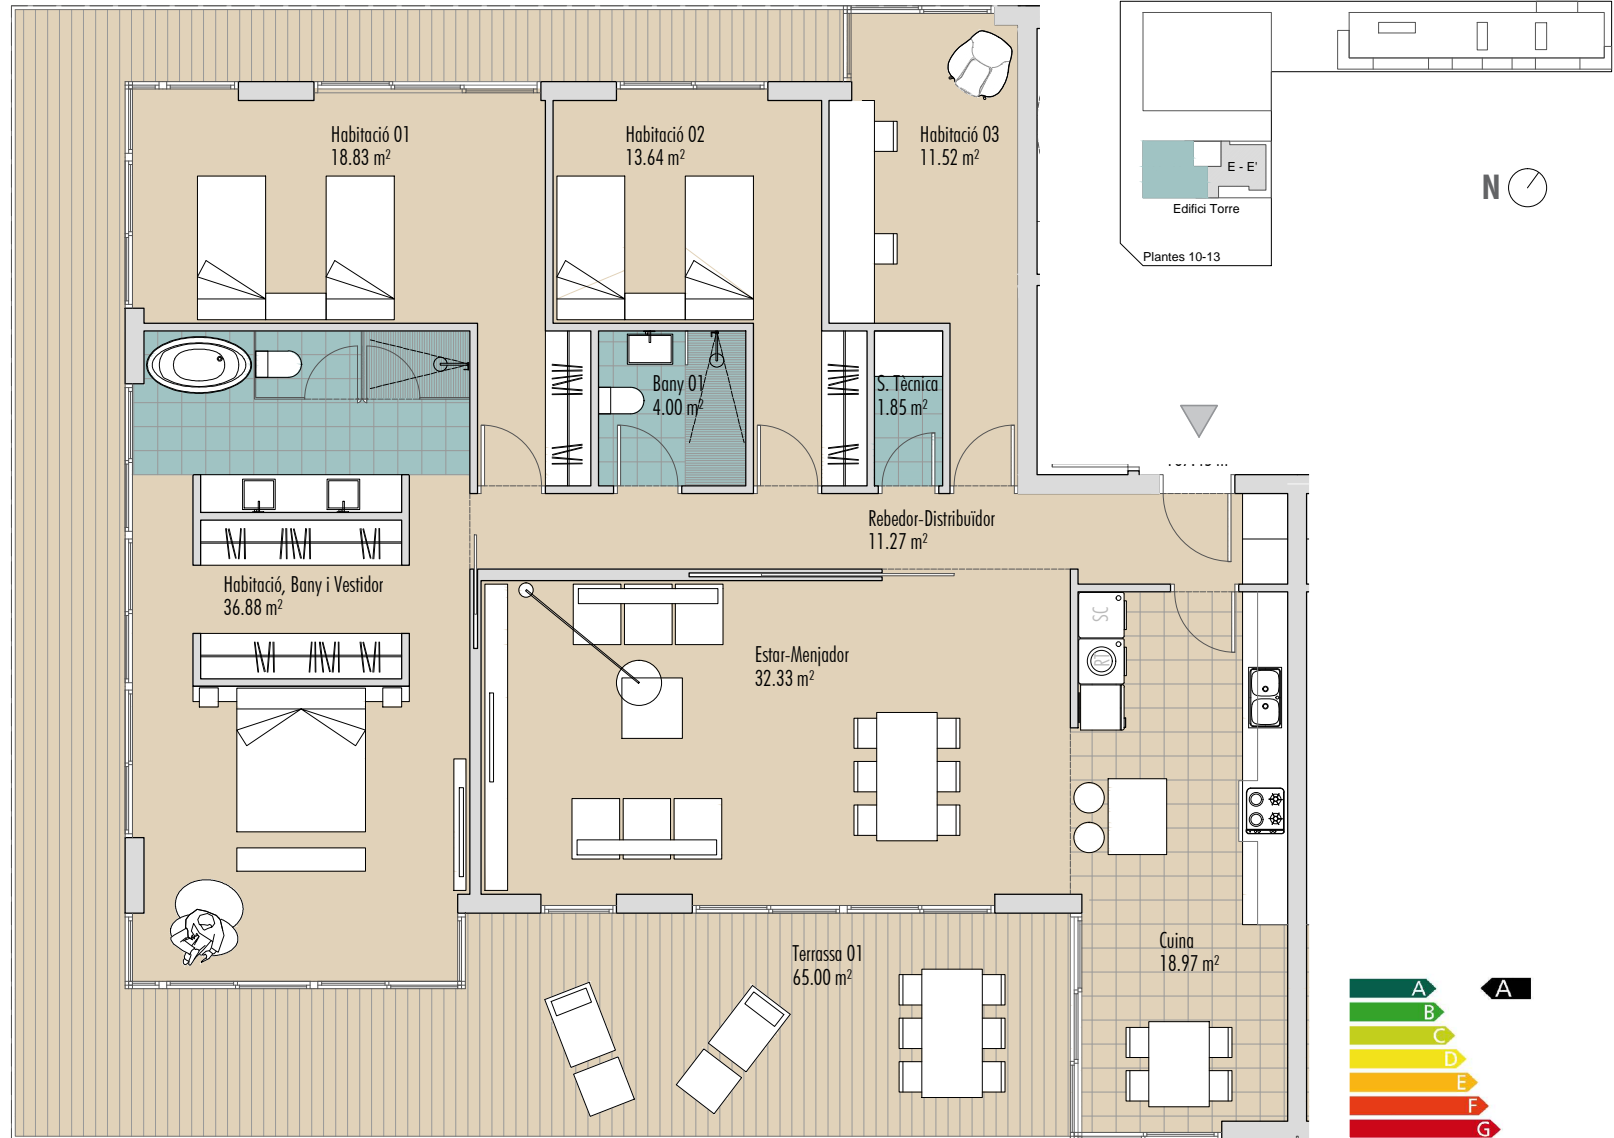 Habitació 01
18.83 m²
Habitació 02
13.64 m²
Habitació 03
11.52 m²
E - E'
Edifici Torre
Plantes 10-13
N
Bany 01
4.00 m²
S. Tècnica
1.85 m²
Rebedor-Distribuïdor
11.27 m²
Habitació, Bany i Vestidor
36.88 m²
SC
RT
Estar-Menjador
32.33 m²
Terrassa 01
65.00 m²
Cuina
18.97 m²
A
A
B
C
D
E
F
G